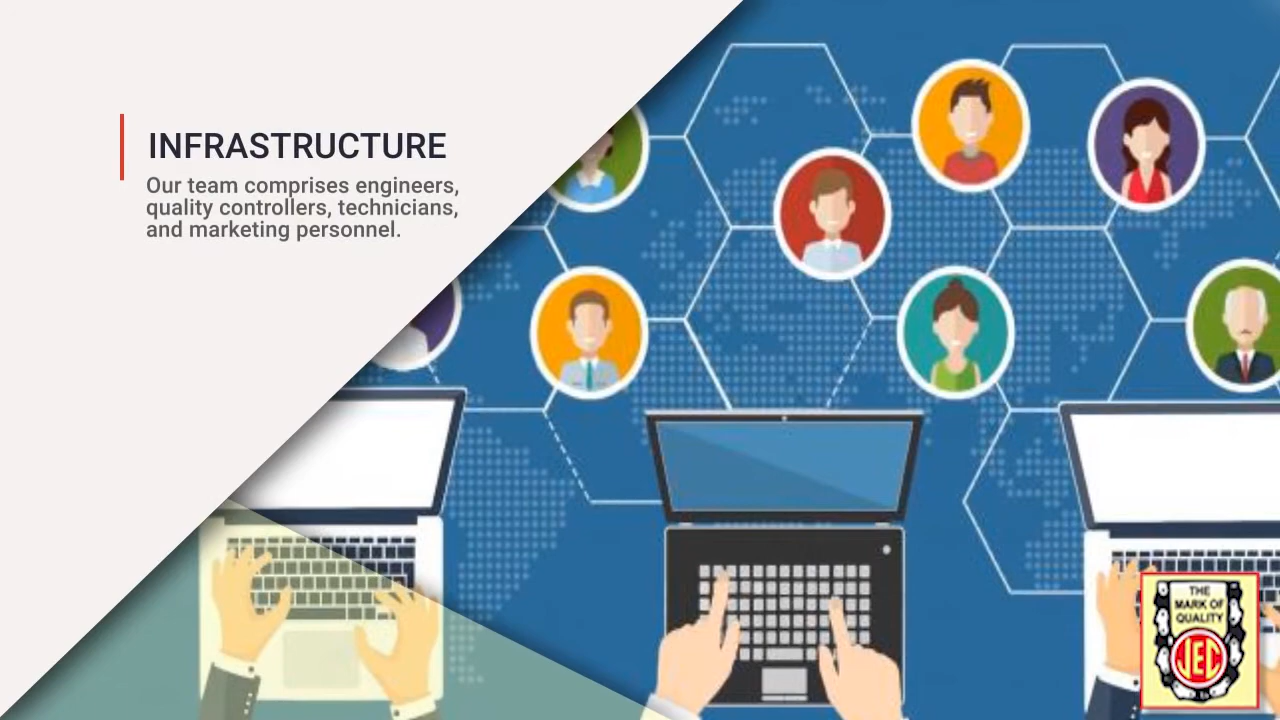 INFRASTRUCTURE
Our team comprises engineers,
quality controllers, technicians,
and marketing personnel.
THE
MARK OF
QUALITY
JEC